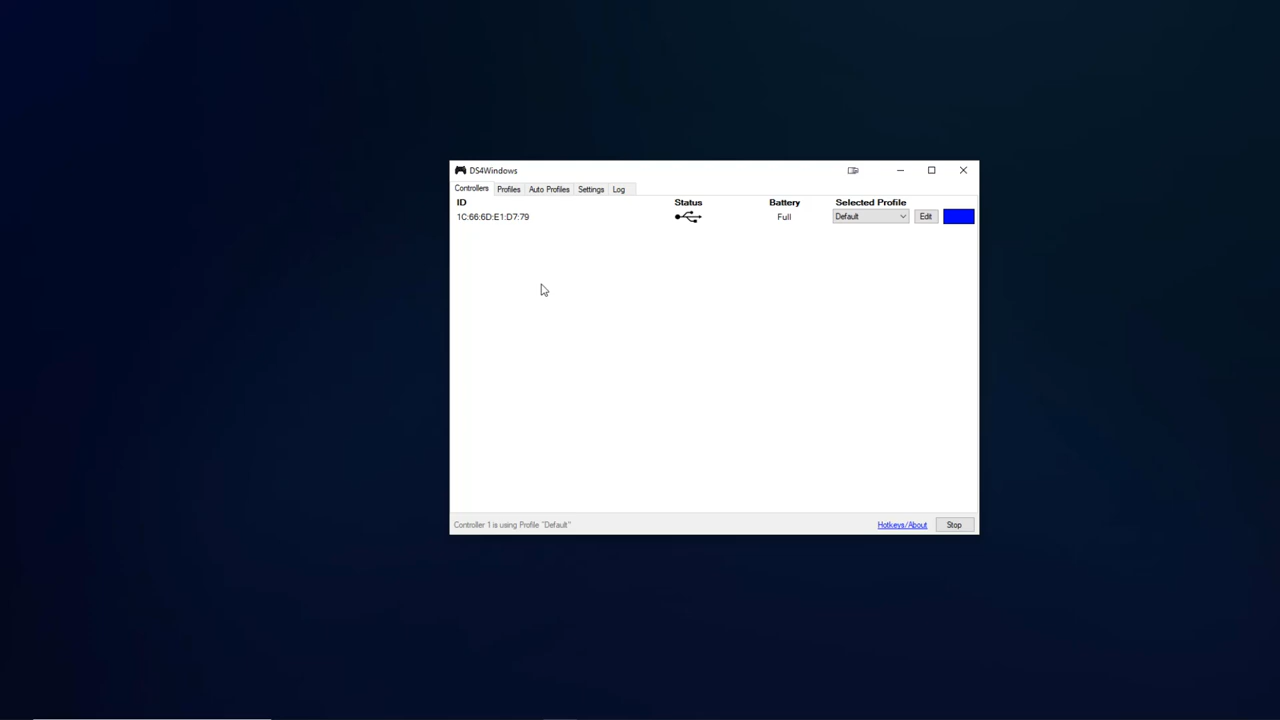 DS4Windows
Controllers Profiles Auto Profiles Settings Log
ID Status Battery Selected Profile
1C:66:6D:E1:D7:79 Full Default Edit
Controller 1 is using Profile "Default" Hotkeys/About Stop